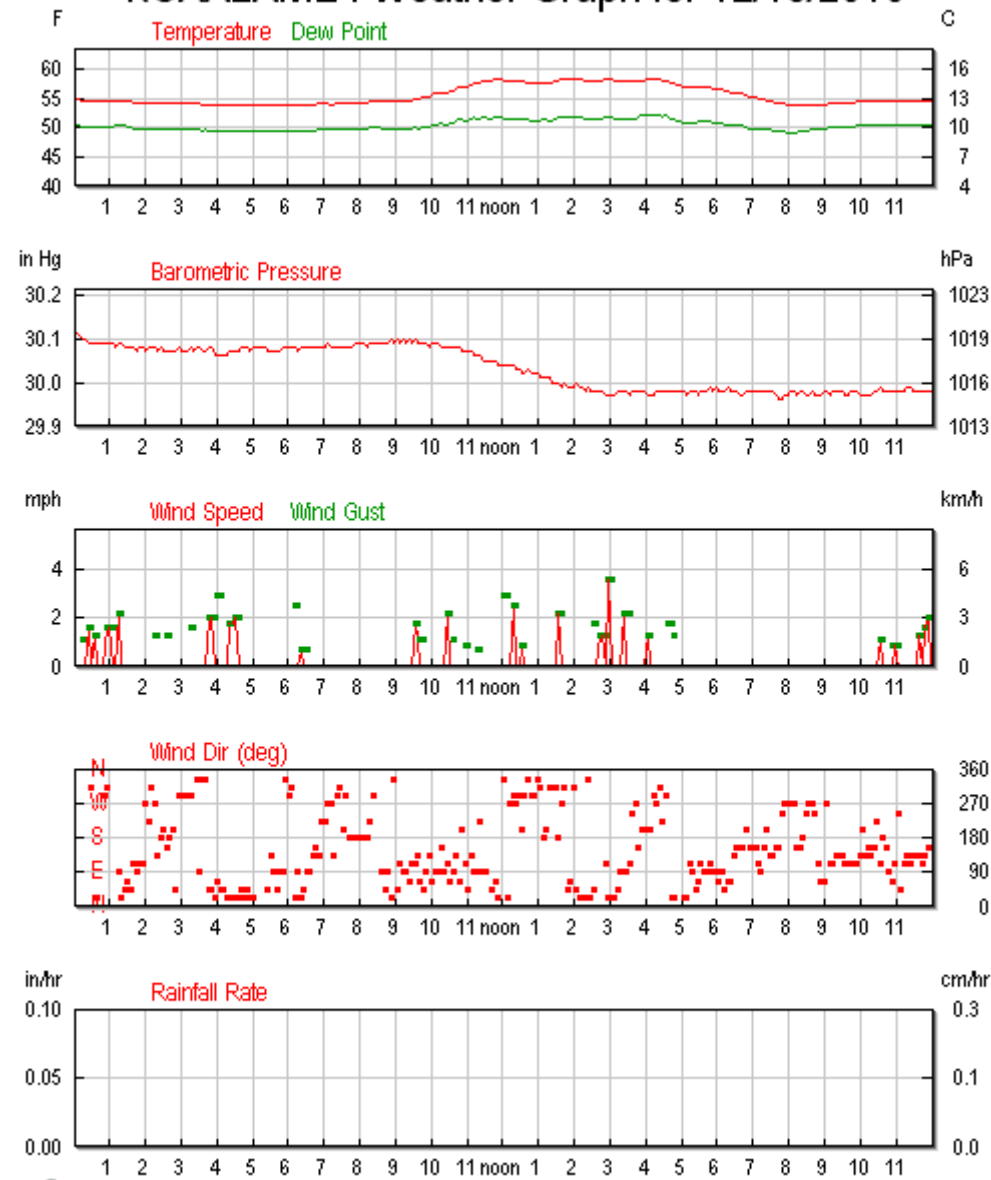 Weather Graph for
F
Temperature Dew Point
C
60 16
55 13
50 10
45 7
40 4
1 2 3 4 5 6 7 8 9 10 11 noon 1 2 3 4 5 6 7 8 9 10 11
in Hg
Barometric Pressure
hPa
30.2 1023
30.1 1019
30.0 1016
29.9 1013
1 2 3 4 5 6 7 8 9 10 11 noon 1 2 3 4 5 6 7 8 9 10 11
mph
Wind Speed Wind Gust
km/h
4 6
2 3
0 0
1 2 3 4 5 6 7 8 9 10 11 noon 1 2 3 4 5 6 7 8 9 10 11
Wind Dir (deg)
N 360
W 270
S 180
E 90
N 0
1 2 3 4 5 6 7 8 9 10 11 noon 1 2 3 4 5 6 7 8 9 10 11
in/hr
Rainfall Rate
cm/hr
0.10 0.3
0.05 0.1
0.00 0.0
1 2 3 4 5 6 7 8 9 10 11 noon 1 2 3 4 5 6 7 8 9 10 11